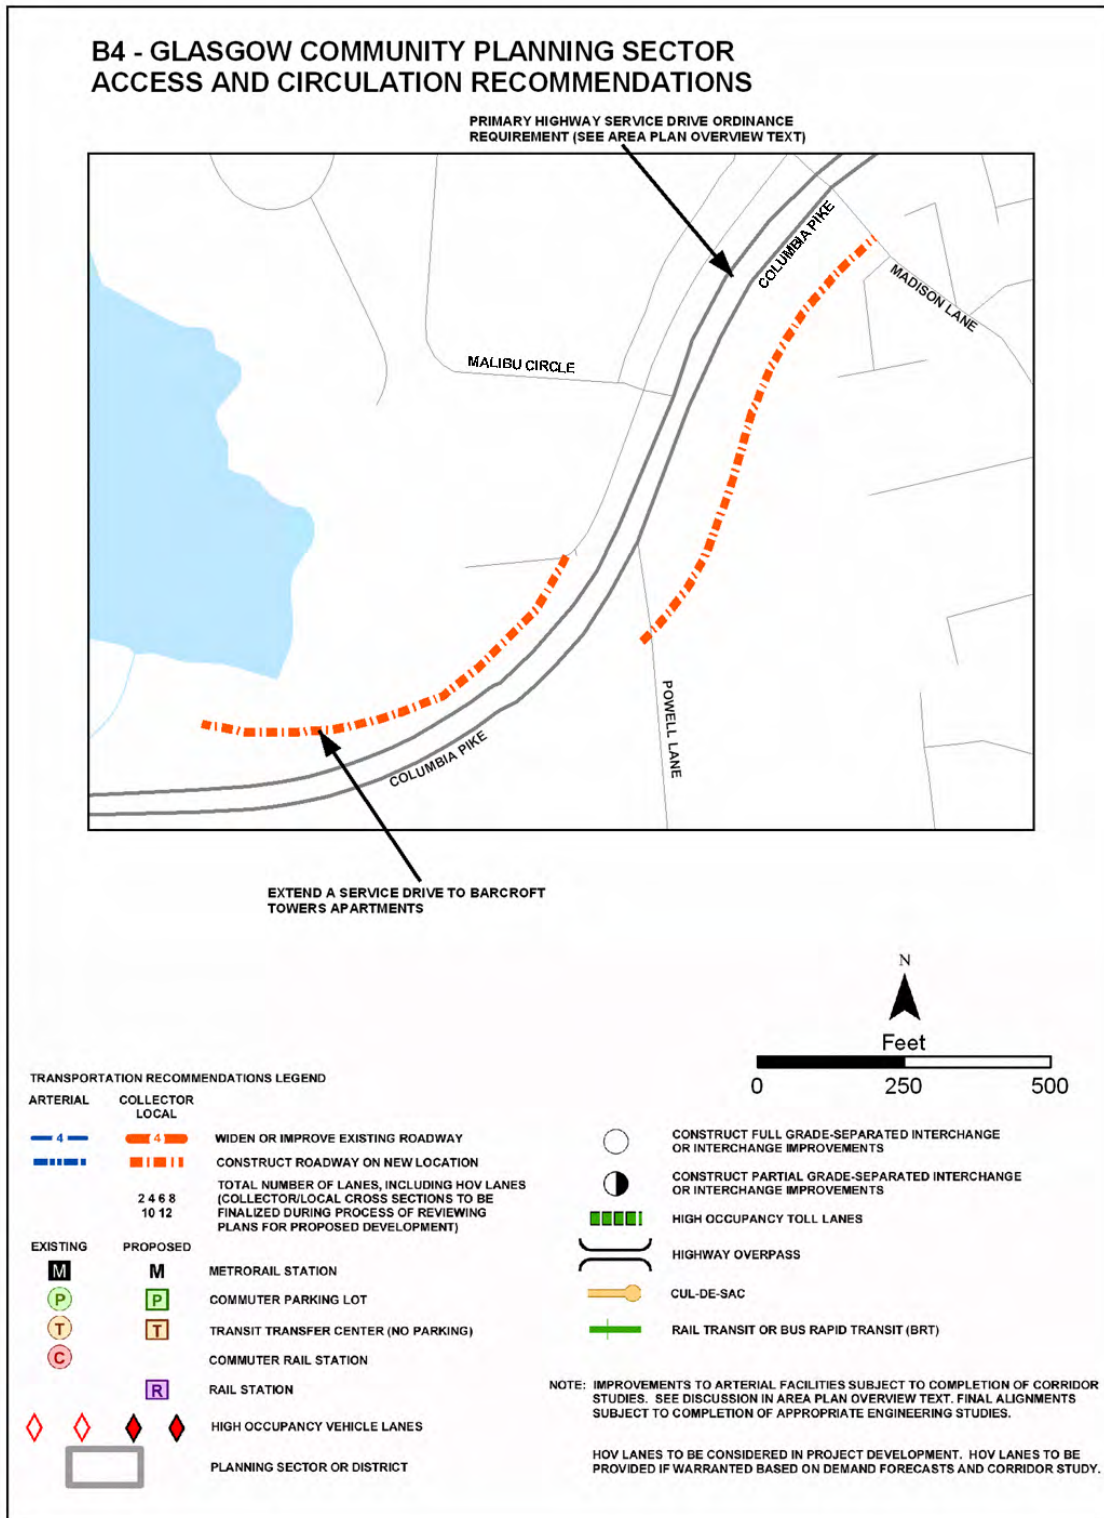 B4 - GLASGOW COMMUNITY PLANNING SECTOR
ACCESS AND CIRCULATION RECOMMENDATIONS
PRIMARY HIGHWAY SERVICE DRIVE ORDINANCE
REQUIREMENT (SEE AREA PLAN OVERVIEW TEXT)
COLUMBIA PIKE
MADISON LANE
MALIBU CIRCLE
POWELL LANE
COLUMBIA PIKE
EXTEND A SERVICE DRIVE TO BARCROFT
TOWERS APARTMENTS
N
Feet
0 250 500
TRANSPORTATION RECOMMENDATIONS LEGEND
ARTERIAL COLLECTOR
LOCAL
4 4 WIDEN OR IMPROVE EXISTING ROADWAY
CONSTRUCT ROADWAY ON NEW LOCATION
2 4 6 8
10 12
TOTAL NUMBER OF LANES, INCLUDING HOV LANES
(COLLECTOR/LOCAL CROSS SECTIONS TO BE
FINALIZED DURING PROCESS OF REVIEWING
PLANS FOR PROPOSED DEVELOPMENT)
EXISTING PROPOSED
M M METRORAIL STATION
P P COMMUTER PARKING LOT
T T TRANSIT TRANSFER CENTER (NO PARKING)
C COMMUTER RAIL STATION
R RAIL STATION
HIGH OCCUPANCY VEHICLE LANES
PLANNING SECTOR OR DISTRICT
CONSTRUCT FULL GRADE-SEPARATED INTERCHANGE
OR INTERCHANGE IMPROVEMENTS
CONSTRUCT PARTIAL GRADE-SEPARATED INTERCHANGE
OR INTERCHANGE IMPROVEMENTS
HIGH OCCUPANCY TOLL LANES
HIGHWAY OVERPASS
CUL-DE-SAC
RAIL TRANSIT OR BUS RAPID TRANSIT (BRT)
NOTE: IMPROVEMENTS TO ARTERIAL FACILITIES SUBJECT TO COMPLETION OF CORRIDOR
STUDIES. SEE DISCUSSION IN AREA PLAN OVERVIEW TEXT. FINAL ALIGNMENTS
SUBJECT TO COMPLETION OF APPROPRIATE ENGINEERING STUDIES.
HOV LANES TO BE CONSIDERED IN PROJECT DEVELOPMENT. HOV LANES TO BE
PROVIDED IF WARRANTED BASED ON DEMAND FORECASTS AND CORRIDOR STUDY.